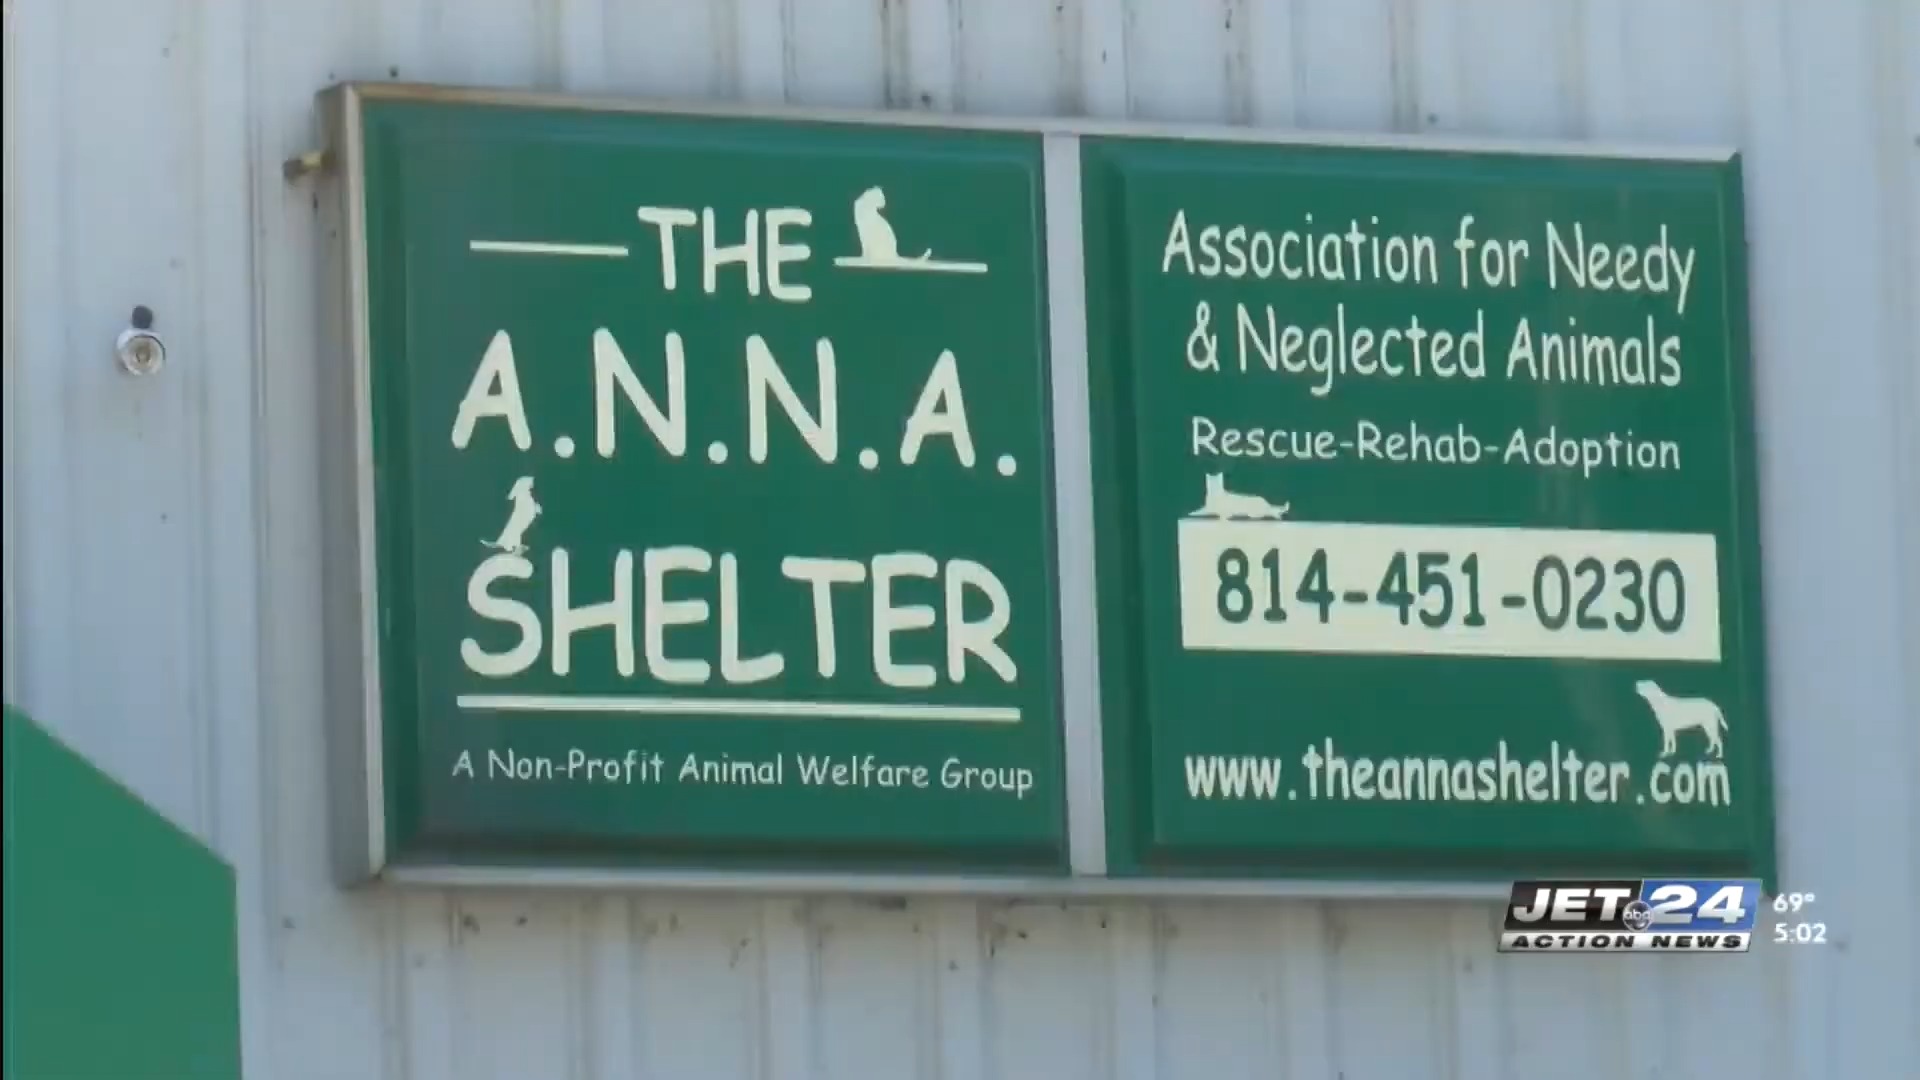 THE
A.N.N.A.
SHELTER
A Non-Profit Animal Welfare Group
Association for Needy
& Neglected Animals
Rescue-Rehab-Adoption
814-451-0230
www.theannashelter.com
JET abc 24
ACTION NEWS
69°
5:02